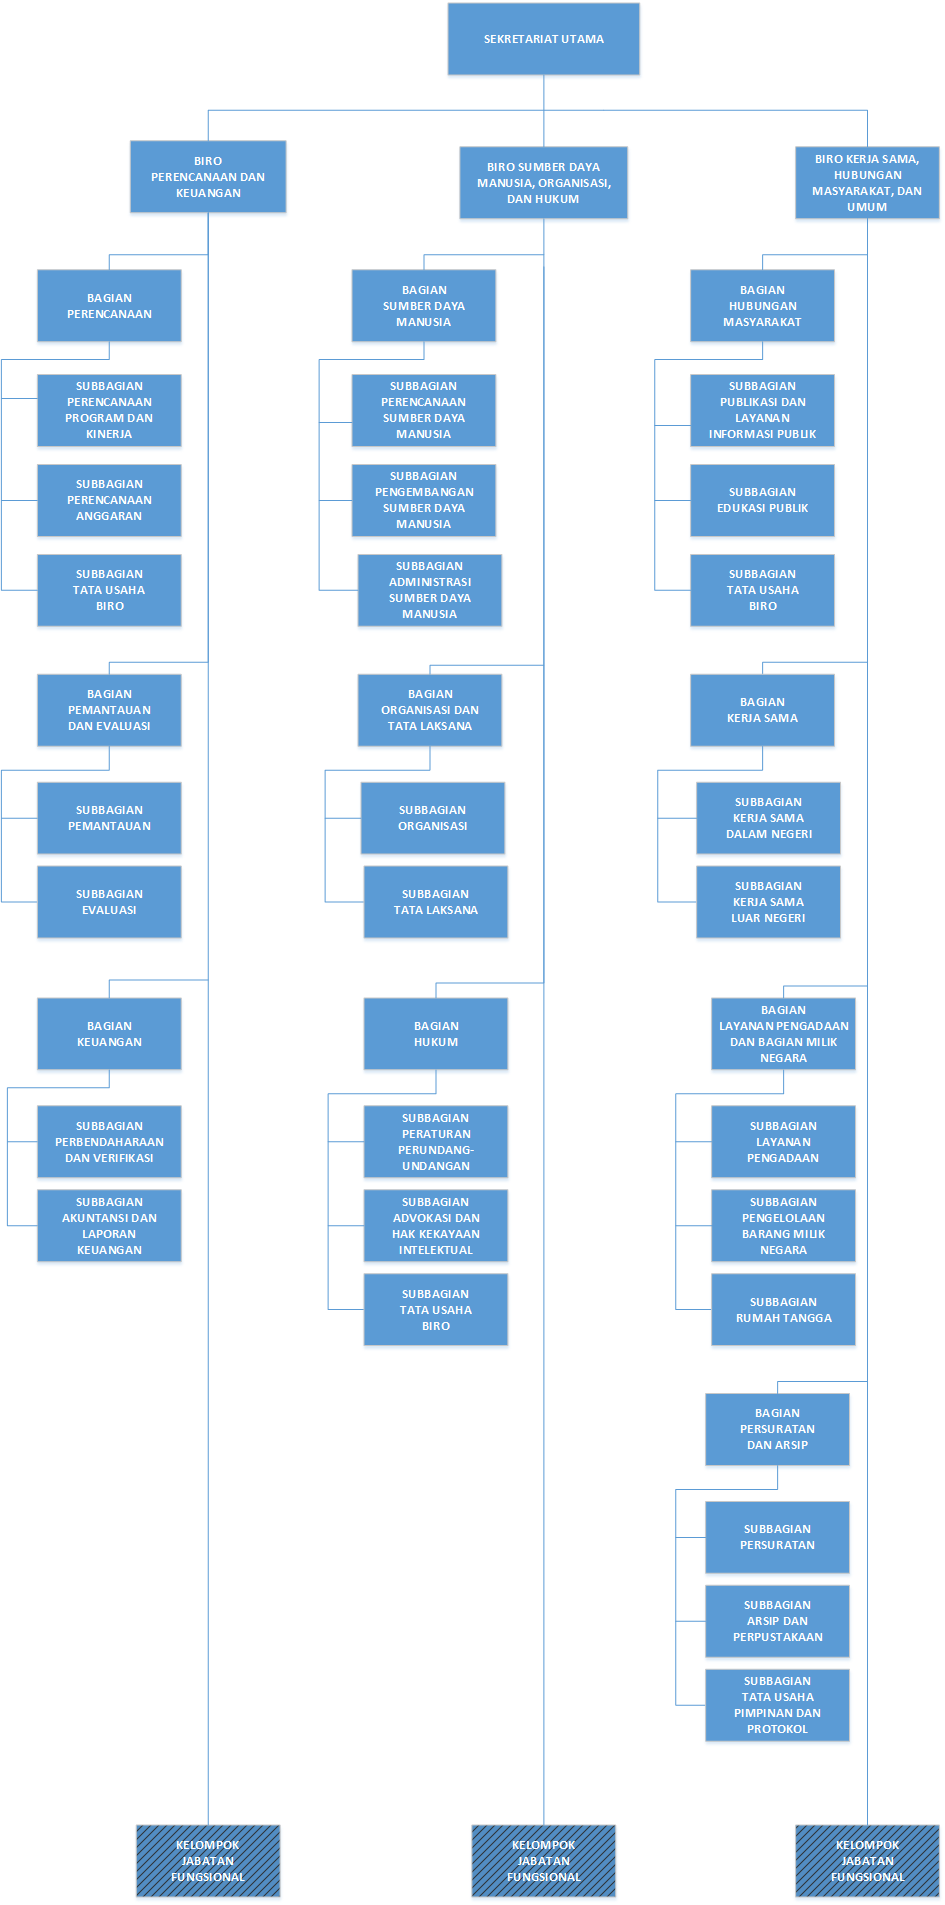 SEKRETARIAT UTAMA
BIRO
PERENCANAAN DAN
KEUANGAN
BAGIAN
PERENCANAAN
SUBBAGIAN
PERENCANAAN
PROGRAM DAN
KINERJA
SUBBAGIAN
PERENCANAAN
ANGGARAN
SUBBAGIAN
TATA USAHA
BIRO
BAGIAN
PEMANTAUAN
DAN EVALUASI
SUBBAGIAN
PEMANTAUAN
SUBBAGIAN
EVALUASI
BAGIAN
KEUANGAN
SUBBAGIAN
PERBENDAHARAAN
DAN VERIFIKASI
SUBBAGIAN
AKUNTANSI DAN
LAPORAN
KEUANGAN
KELOMPOK
JABATAN
FUNGSIONAL
BIRO SUMBER DAYA
MANUSIA, ORGANISASI,
DAN HUKUM
BAGIAN
SUMBER DAYA
MANUSIA
SUBBAGIAN
PERENCANAAN
SUMBER DAYA
MANUSIA
SUBBAGIAN
PENGEMBANGAN
SUMBER DAYA
MANUSIA
SUBBAGIAN
ADMINISTRASI
SUMBER DAYA
MANUSIA
BAGIAN
ORGANISASI DAN
TATA LAKSANA
SUBBAGIAN
ORGANISASI
SUBBAGIAN
TATA LAKSANA
BAGIAN
HUKUM
SUBBAGIAN
PERATURAN
PERUNDANG-
UNDANGAN
SUBBAGIAN
ADVOKASI DAN
HAK KEKAYAAN
INTELEKTUAL
SUBBAGIAN
TATA USAHA
BIRO
KELOMPOK
JABATAN
FUNGSIONAL
BIRO KERJA SAMA,
HUBUNGAN
MASYARAKAT, DAN
UMUM
BAGIAN
HUBUNGAN
MASYARAKAT
SUBBAGIAN
PUBLIKASI DAN
LAYANAN
INFORMASI PUBLIK
SUBBAGIAN
EDUKASI PUBLIK
SUBBAGIAN
TATA USAHA
BIRO
BAGIAN
KERJA SAMA
SUBBAGIAN
KERJA SAMA
DALAM NEGERI
SUBBAGIAN
KERJA SAMA
LUAR NEGERI
BAGIAN
LAYANAN PENGADAAN
DAN BAGIAN MILIK
NEGARA
SUBBAGIAN
LAYANAN
PENGADAAN
SUBBAGIAN
PENGELOLAAN
BARANG MILIK
NEGARA
SUBBAGIAN
RUMAH TANGGA
BAGIAN
PERSURATAN
DAN ARSIP
SUBBAGIAN
PERSURATAN
SUBBAGIAN
ARSIP DAN
PERPUSTAKAAN
SUBBAGIAN
TATA USAHA
PIMPINAN DAN
PROTOKOL
KELOMPOK
JABATAN
FUNGSIONAL